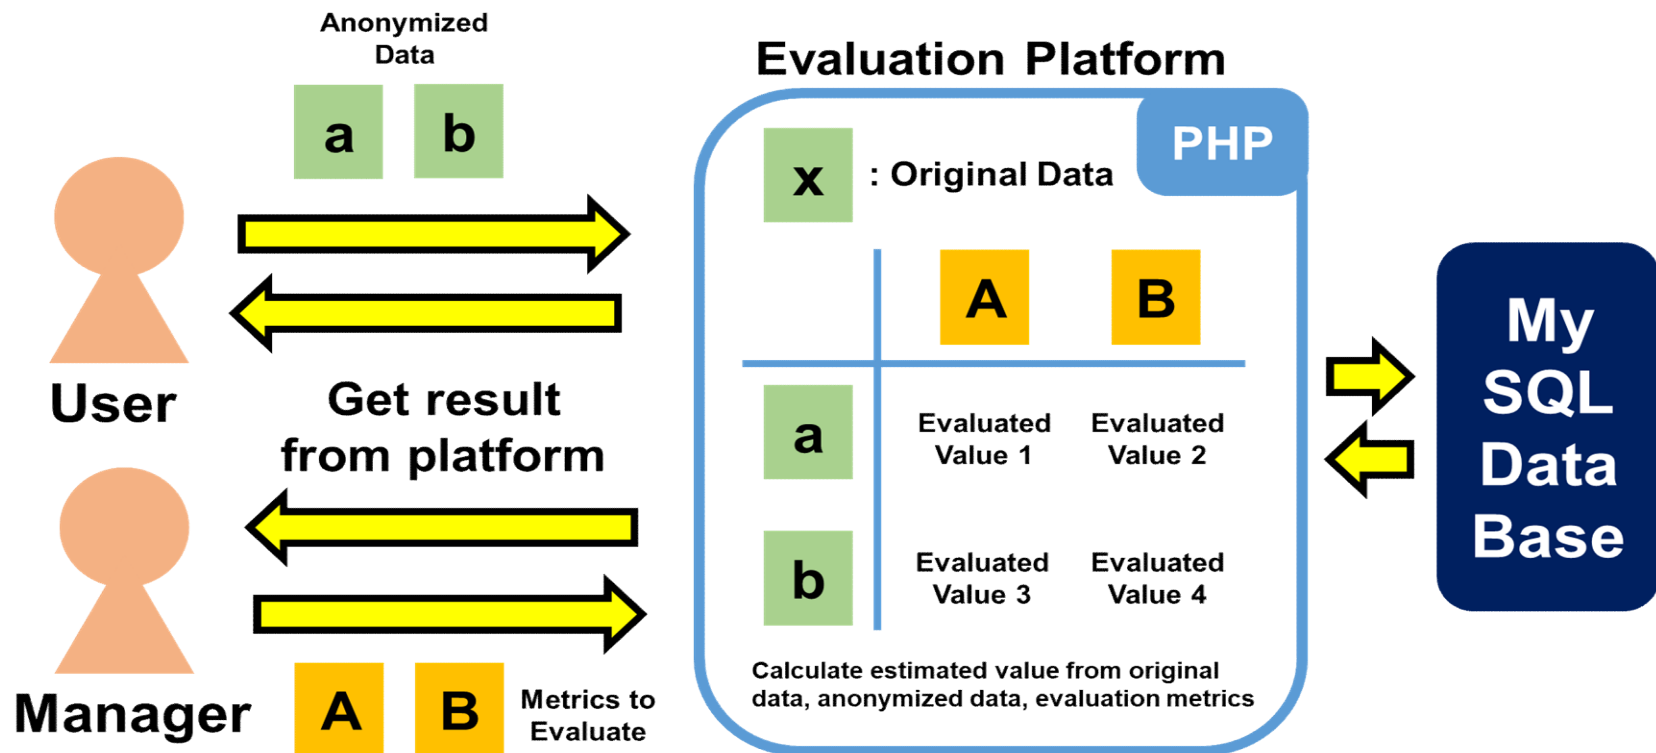 Anonymized
Data
a b
User
Get result
from platform
Manager
A B
Metrics to
Evaluate
Evaluation Platform
PHP
x : Original Data
A B
a
Evaluated
Value 1
Evaluated
Value 2
b
Evaluated
Value 3
Evaluated
Value 4
Calculate estimated value from original
data, anonymized data, evaluation metrics
My
SQL
Data
Base